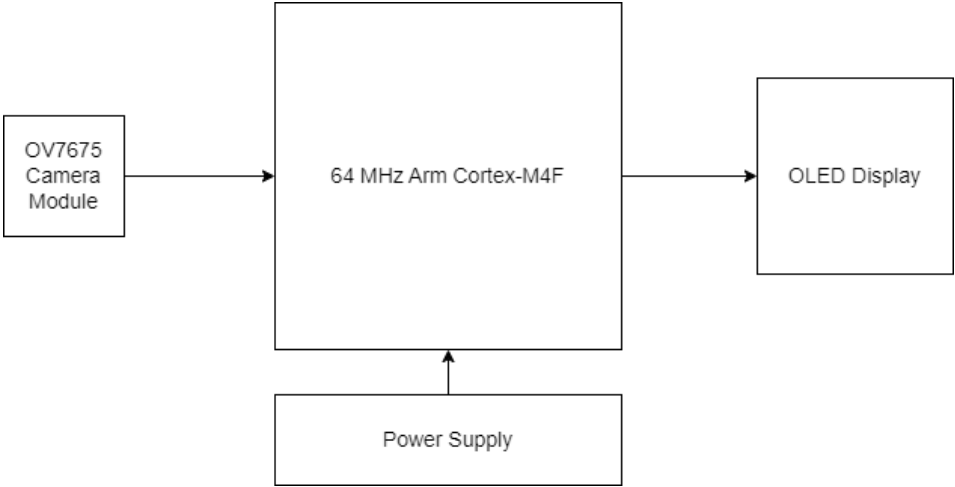 OV7675
Camera
Module
64 MHz Arm Cortex-M4F
OLED Display
Power Supply